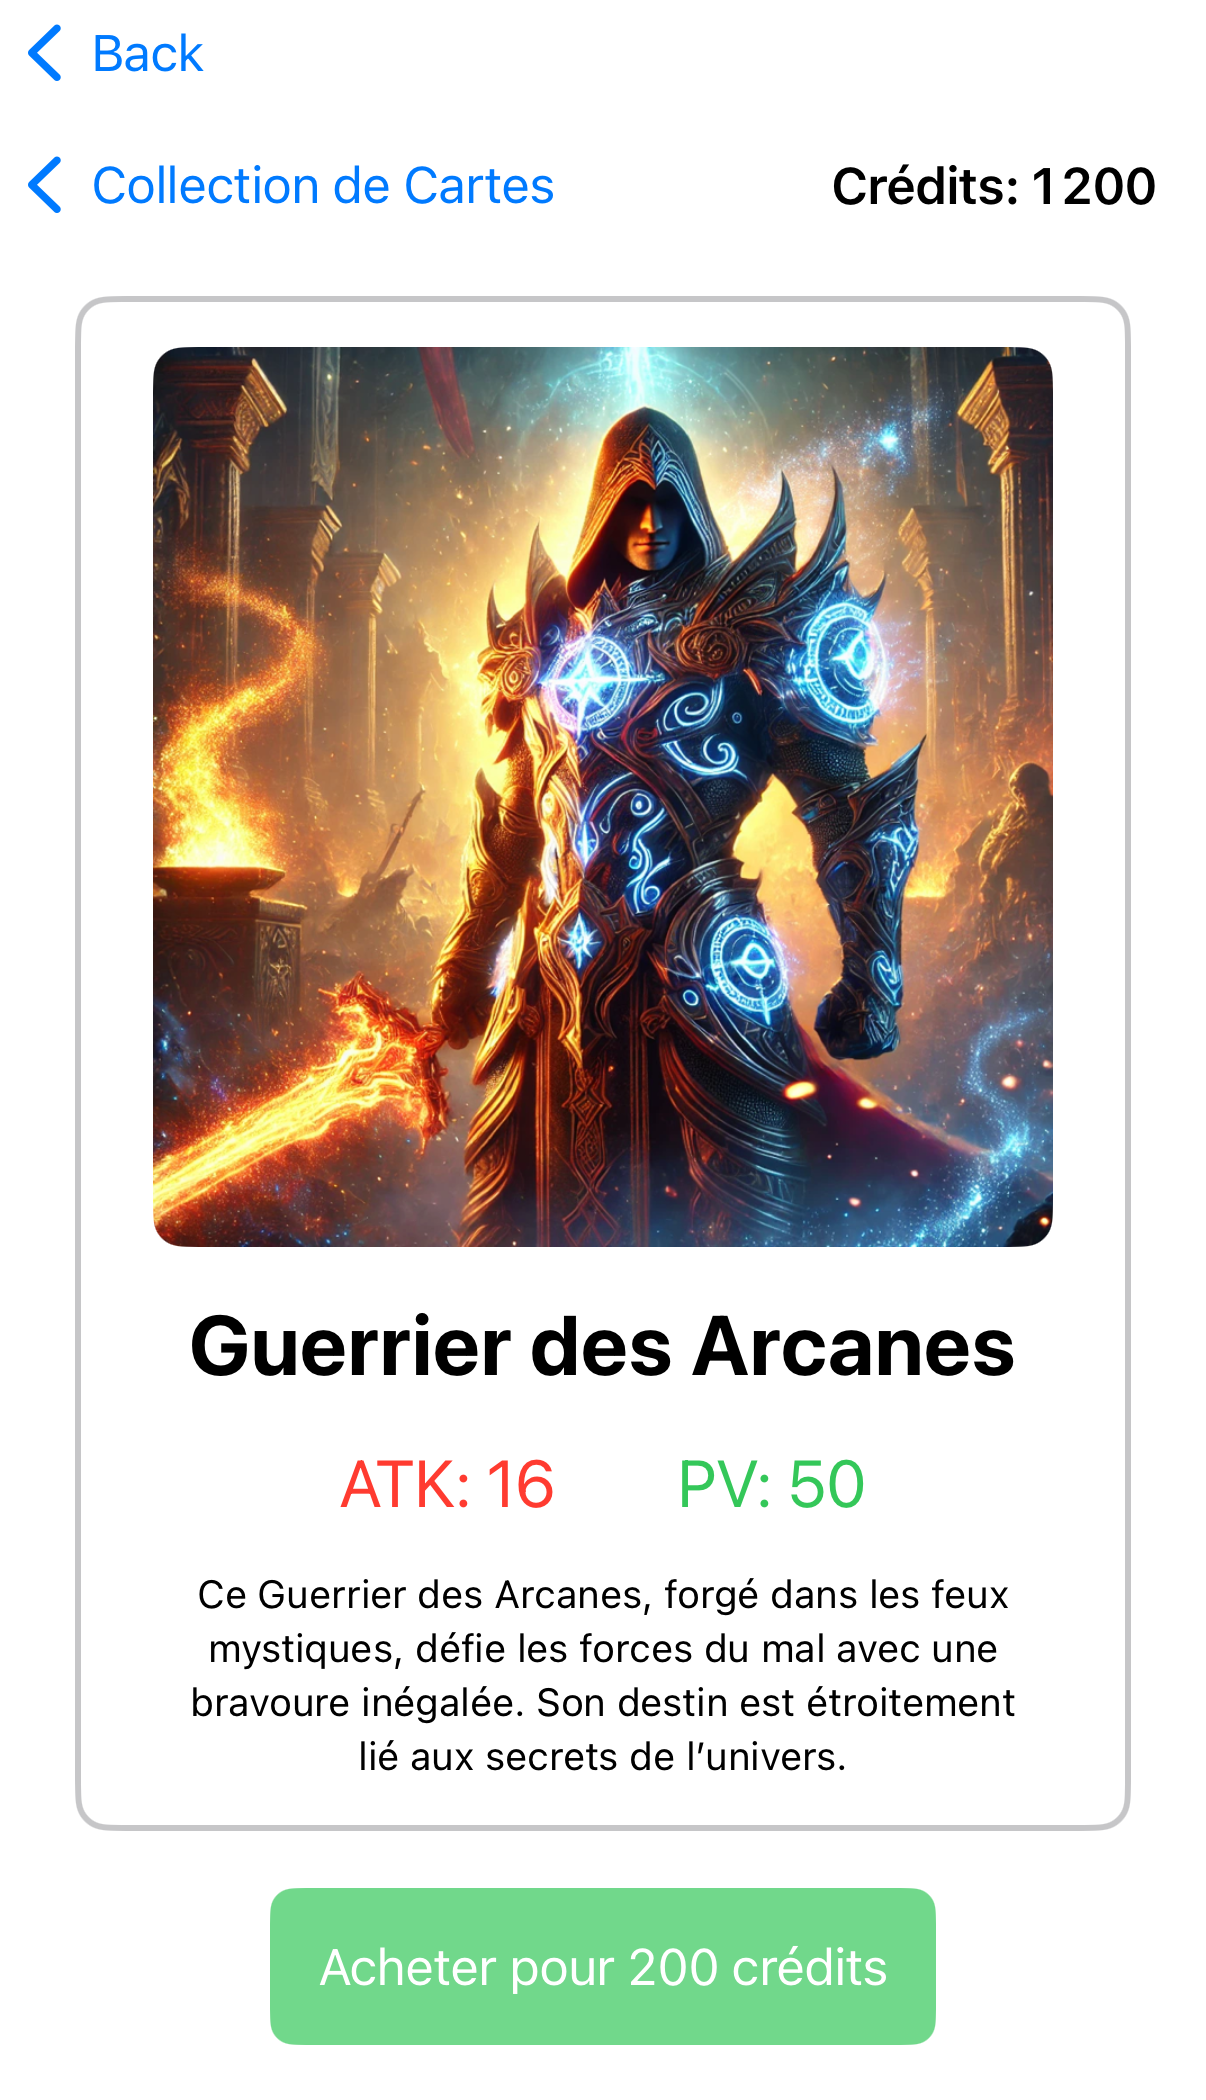 Back
Collection de Cartes
Crédits: 1 200
Guerrier des Arcanes
ATK: 16
PV: 50
Ce Guerrier des Arcanes, forgé dans les feux
mystiques, défie les forces du mal avec une
bravoure inégalée. Son destin est étroitement
lié aux secrets de l’univers.
Acheter pour 200 crédits